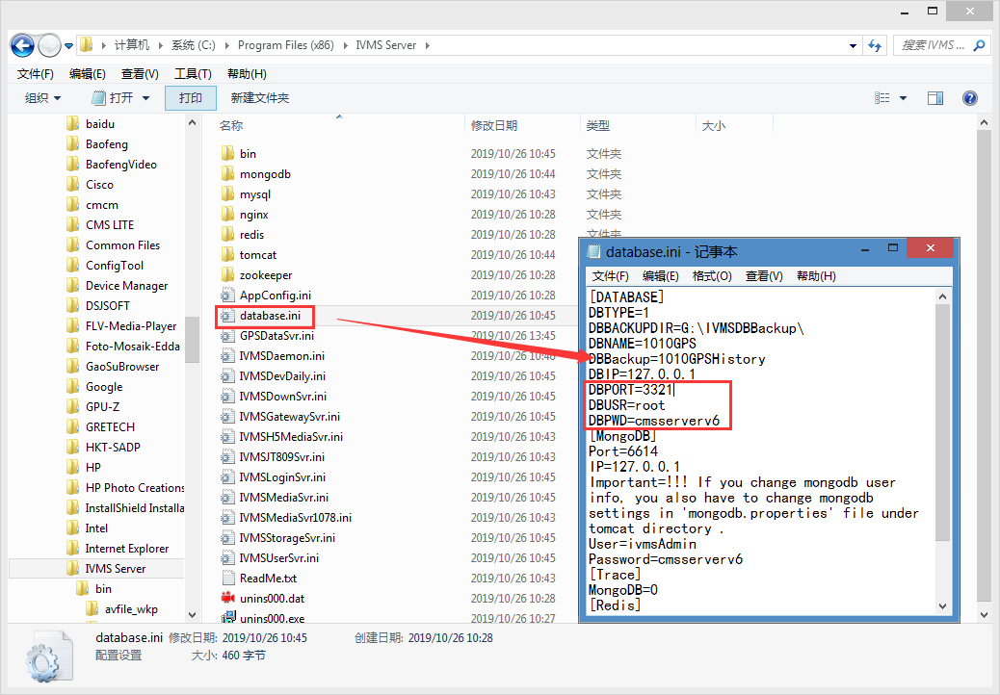 计算机 系统 (C:) Program Files (x86) IVMS Server
搜索 IVMS ...
文件(F) 编辑(E) 查看(V) 工具(T) 帮助(H)
组织 打开 打印 新建文件夹
baidu
Baofeng
BaofengVideo
Cisco
cmcm
CMS LITE
Common Files
ConfigTool
Device Manager
DSJSOFT
FLV-Media-Player
Foto-Mosaik-Edda
GaoSuBrowser
Google
GPU-Z
GRETECH
HKT-SADP
HP
HP Photo Creations
InstallShield Installa
Intel
Internet Explorer
IVMS Server
bin
avfile_wkp
名称 修改日期 类型 大小
bin 2019/10/26 10:45 文件夹
mongodb 2019/10/26 10:44 文件夹
mysql 2019/10/26 10:43 文件夹
nginx 2019/10/26 10:28 文件夹
redis 2019/10/26 10:28 文件夹
tomcat 2019/10/26 10:44
zookeeper 2019/10/26 10:28
AppConfig.ini 2019/10/26 10:28
database.ini 2019/10/26 10:45
GPSDataSvr.ini 2019/10/26 13:45
IVMSDaemon.ini 2019/10/26 10:46
IVMSDevDaily.ini 2019/10/26 10:45
IVMSDownSvr.ini 2019/10/26 10:45
IVMSGatewaySvr.ini 2019/10/26 10:45
IVMSH5MediaSvr.ini 2019/10/26 10:43
IVMSJT809Svr.ini 2019/10/26 10:45
IVMSLoginSvr.ini 2019/10/26 10:45
IVMSMediaSvr.ini 2019/10/26 10:45
IVMSMediaSvr1078.ini 2019/10/26 10:43
IVMSStorageSvr.ini 2019/10/26 10:45
IVMSUserSvr.ini 2019/10/26 10:45
ReadMe.txt 2019/10/26 10:43
unins000.dat 2019/10/26 10:28
unins000.exe 2019/10/26 10:27
database.ini - 记事本
文件(F) 编辑(E) 格式(O) 查看(V) 帮助(H)
[DATABASE]
DBTYPE=1
DBBACKUPDIR=G:\IVMSDBBackup\
DBNAME=1010GPS
DBBackup=1010GPSHistory
DBIP=127.0.0.1
DBPORT=3321
DBUSR=root
DBPWD=cmsserverv6
[MongoDB]
Port=6614
IP=127.0.0.1
Important=!!! If you change mongodb user
info, you also have to change mongodb
settings in 'mongodb.properties' file under
tomcat directory .
User=ivmsAdmin
Password=cmsserverv6
[Trace]
MongoDB=0
[Redis]
database.ini 修改日期: 2019/10/26 10:45 创建日期: 2019/10/26 10:28
配置设置 大小: 460 字节